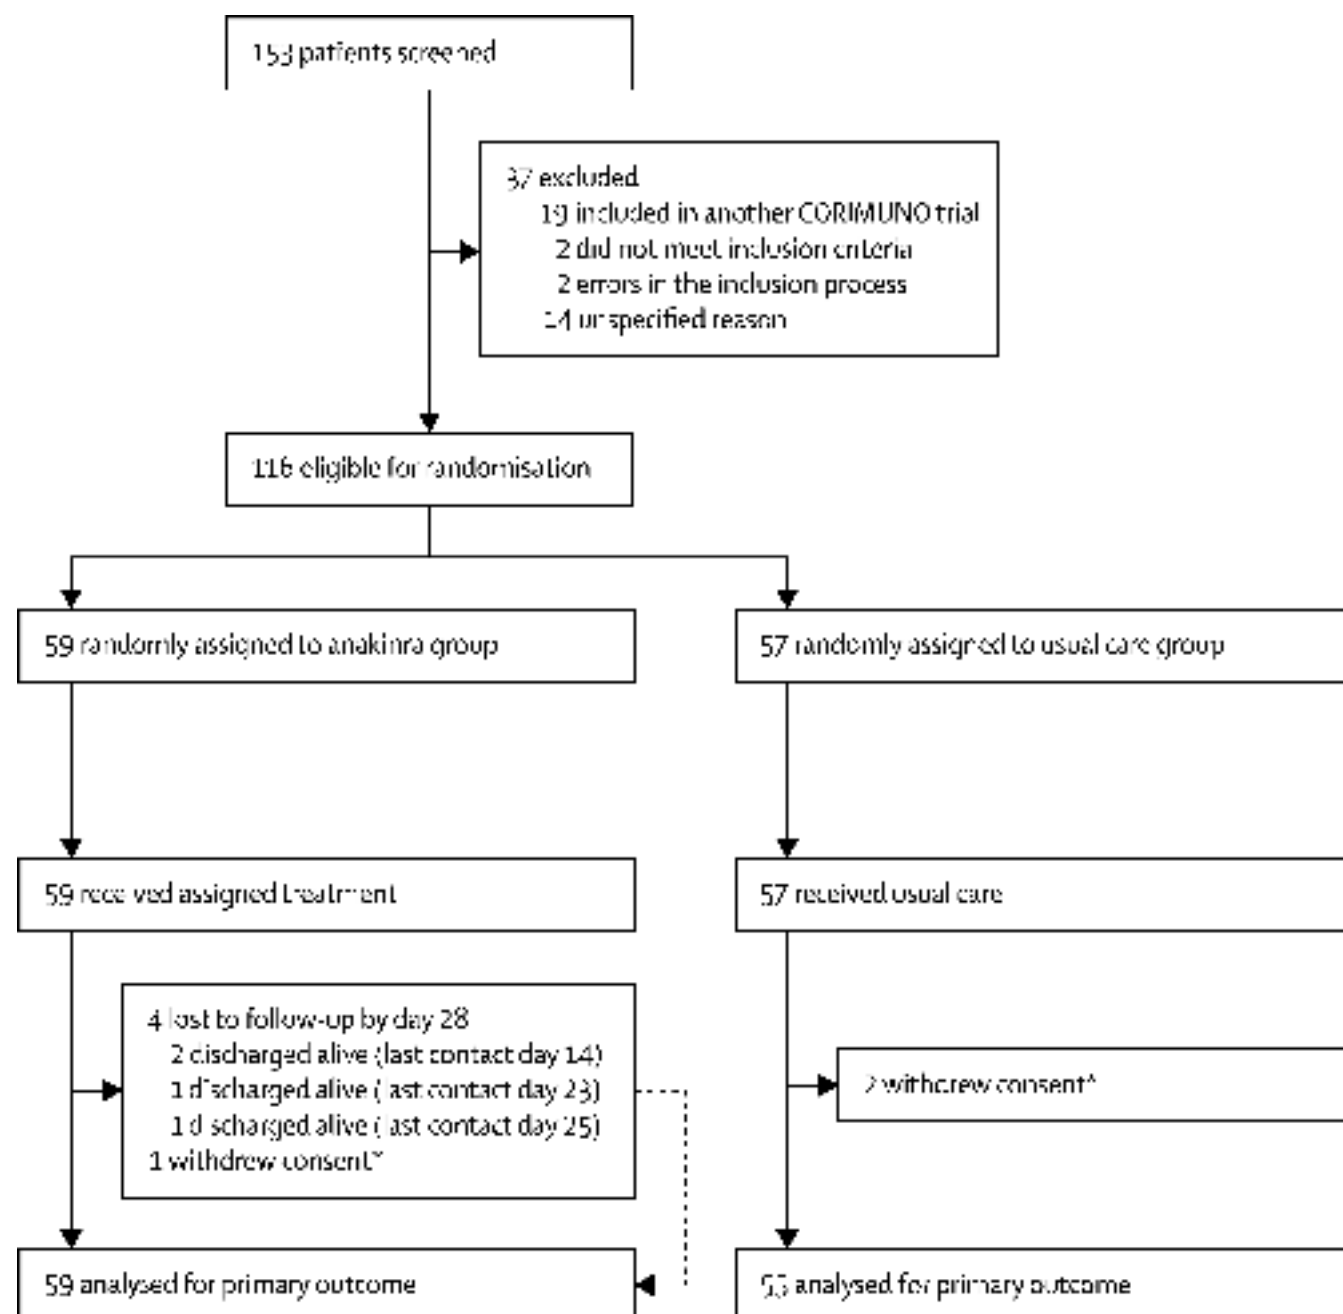 153 patients screened
37 excluded
19 included in another CORIMUNO trial
2 did not meet inclusion criteria
2 errors in the inclusion process
14 unspecified reason
116 eligible for randomisation
59 randomly assigned to anakinra group
57 randomly assigned to usual care group
59 received assigned treatment
57 received usual care
4 lost to follow-up by day 28
2 discharged alive (last contact day 14)
1 discharged alive (last contact day 23)
1 discharged alive (last contact day 25)
1 withdrew consent*
2 withdrew consent*
59 analysed for primary outcome
55 analysed for primary outcome